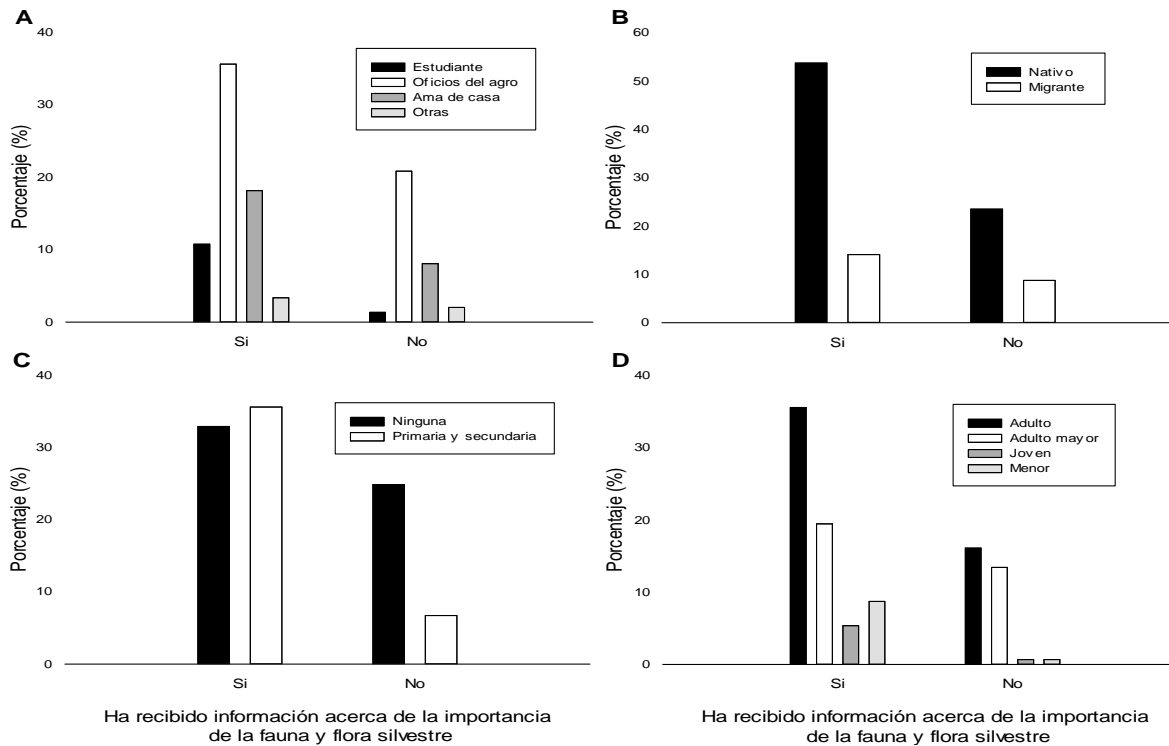 A
Porcentaje (%)
40
30
20
10
0
Estudiante
Oficios del agro
Ama de casa
Otras
Si
No
B
Porcentaje (%)
60
50
40
30
20
10
0
Nativo
Migrante
Si
No
C
Porcentaje (%)
40
30
20
10
0
Ninguna
Primaria y secundaria
Si
No
Ha recibido información acerca de la importancia
de la fauna y flora silvestre
D
Porcentaje (%)
40
30
20
10
0
Adulto
Adulto mayor
Joven
Menor
Si
No
Ha recibido información acerca de la importancia
de la fauna y flora silvestre